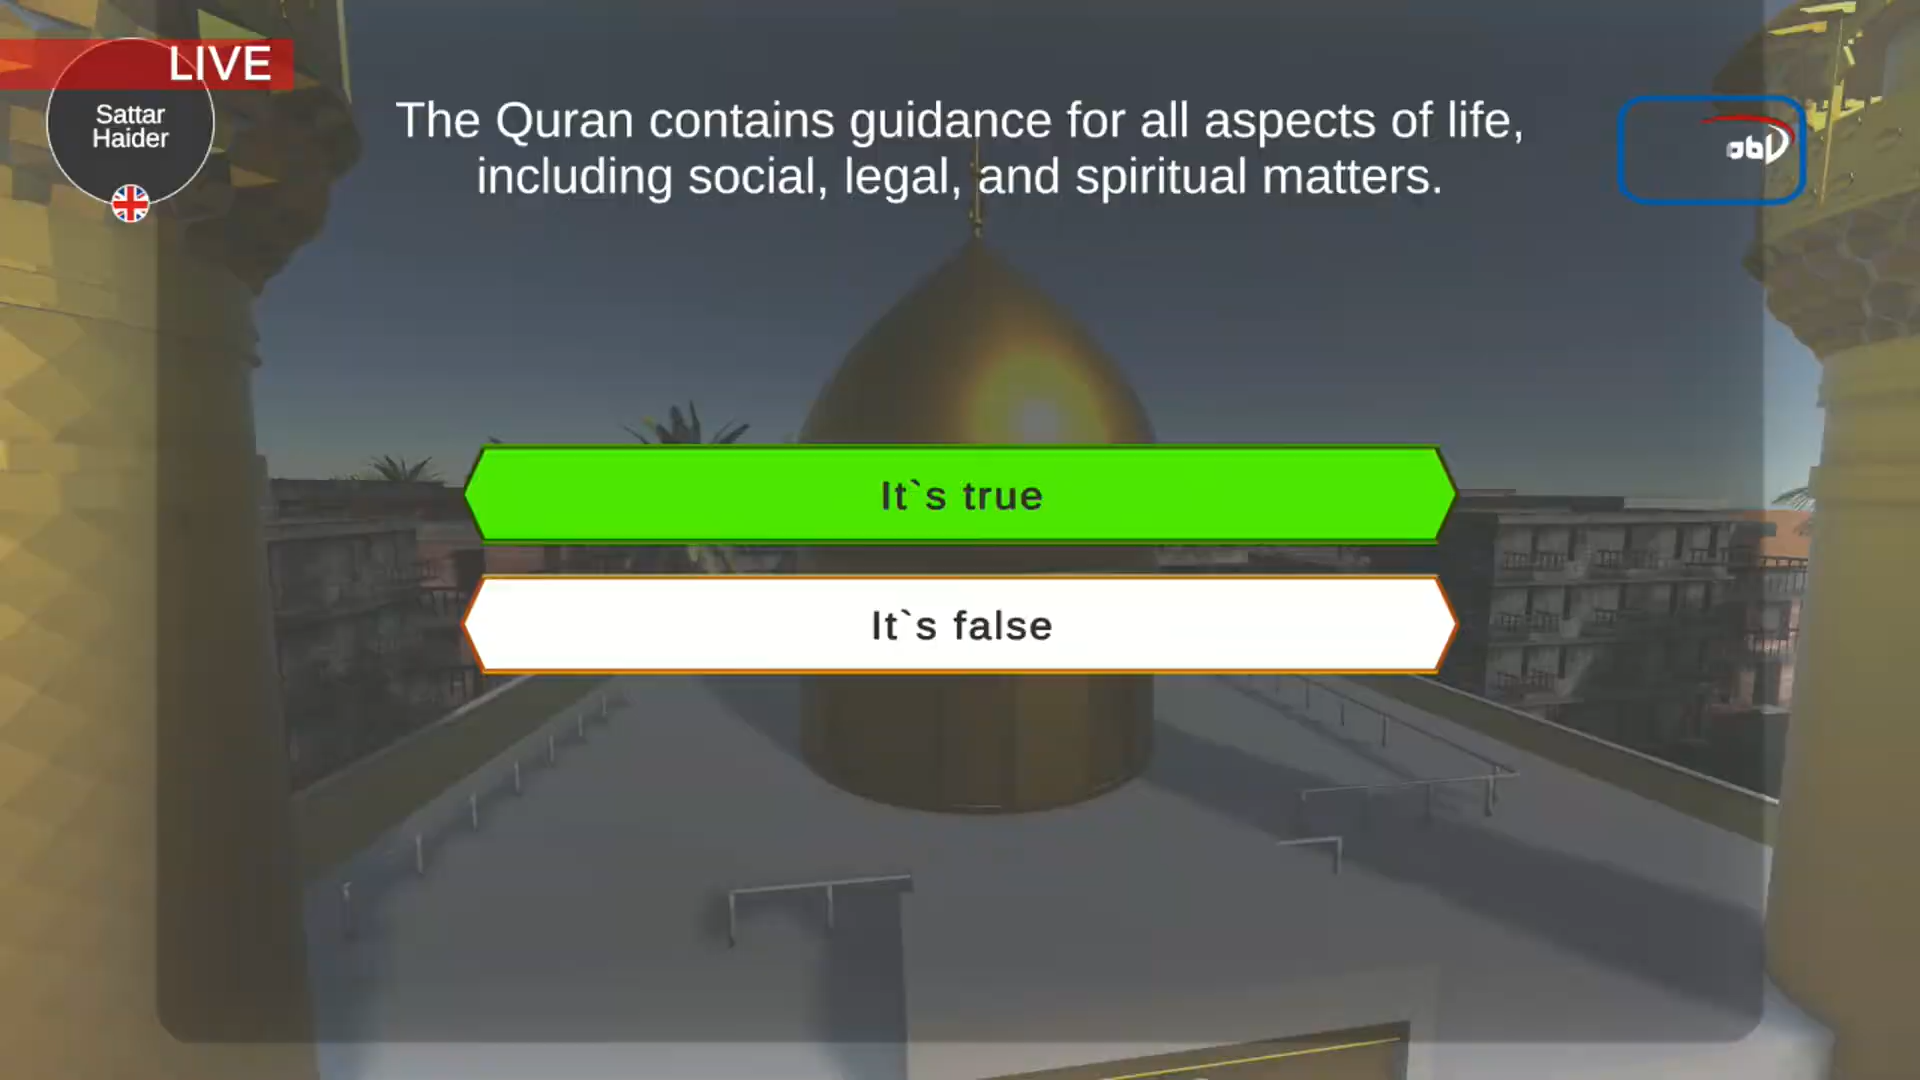 LIVE
Sattar
Haider
The Quran contains guidance for all aspects of life,
including social, legal, and spiritual matters.
It`s true
It`s false